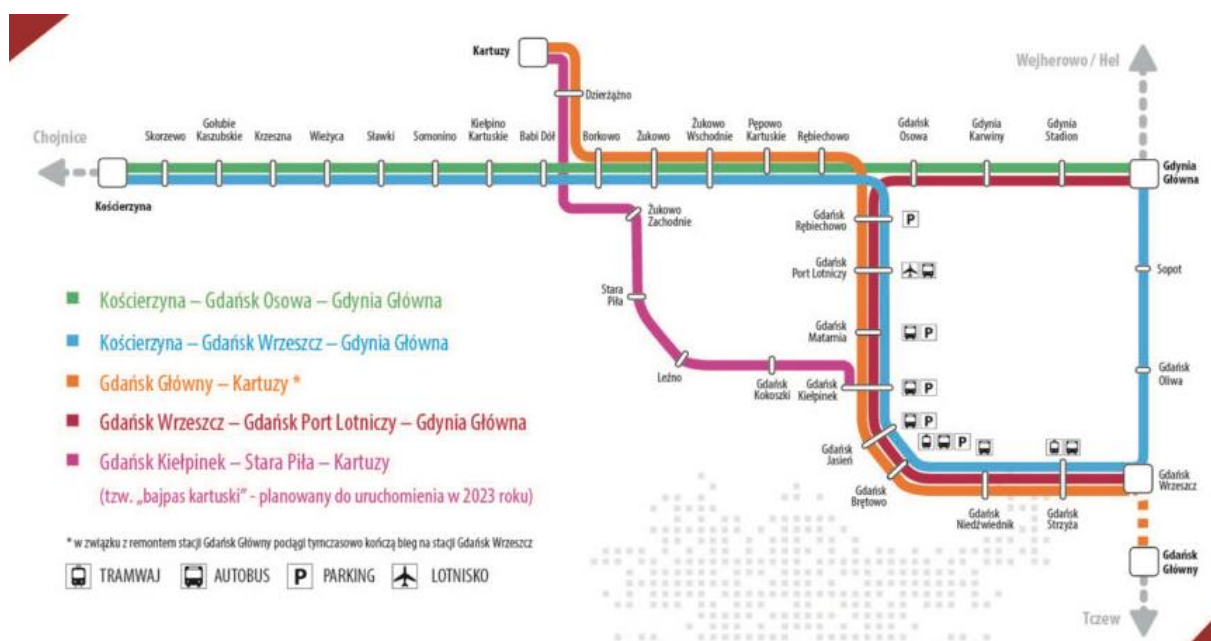 Kartuzy
Wejherowo / Hel
Dzierżążno
Chojnice
Skorzewo
Gołubie
Kaszubskie
Krzeszna
Wieżyca
Sławki
Somonino
Kiełpino
Kartuskie
Babi Dół
Borkowo
Żukowo
Żukowo
Wschodnie
Pępowo
Kartuskie
Rębiechowo
Gdańsk
Osowa
Gdynia
Karwiny
Gdynia
Stadion
Gdynia
Główna
Kościerzyna
Żukowo
Zachodnie
Gdańsk
Rębiechowo
P
Gdańsk
Port Lotniczy
Sopot
Stara
Piła
Gdańsk
Matarnia
P
Leźno
Gdańsk
Kokoszki
Gdańsk
Kiełpinek
P
Gdańsk
Oliwa
P
Gdańsk
Jasień
P
Gdańsk
Brętowo
Gdańsk
Niedźwiednik
Gdańsk
Strzyża
Gdańsk
Wrzeszcz
Gdańsk
Główny
Tczew
Kościerzyna – Gdańsk Osowa – Gdynia Główna
Kościerzyna – Gdańsk Wrzeszcz – Gdynia Główna
Gdańsk Główny – Kartuzy *
Gdańsk Wrzeszcz – Gdańsk Port Lotniczy – Gdynia Główna
Gdańsk Kiełpinek – Stara Piła – Kartuzy
(tzw. „bajpas kartuski” - planowany do uruchomienia w 2023 roku)
* w związku z remontem stacji Gdańsk Główny pociągi tymczasowo kończą bieg na stacji Gdańsk Wrzeszcz
TRAMWAJ AUTOBUS P PARKING LOTNISKO